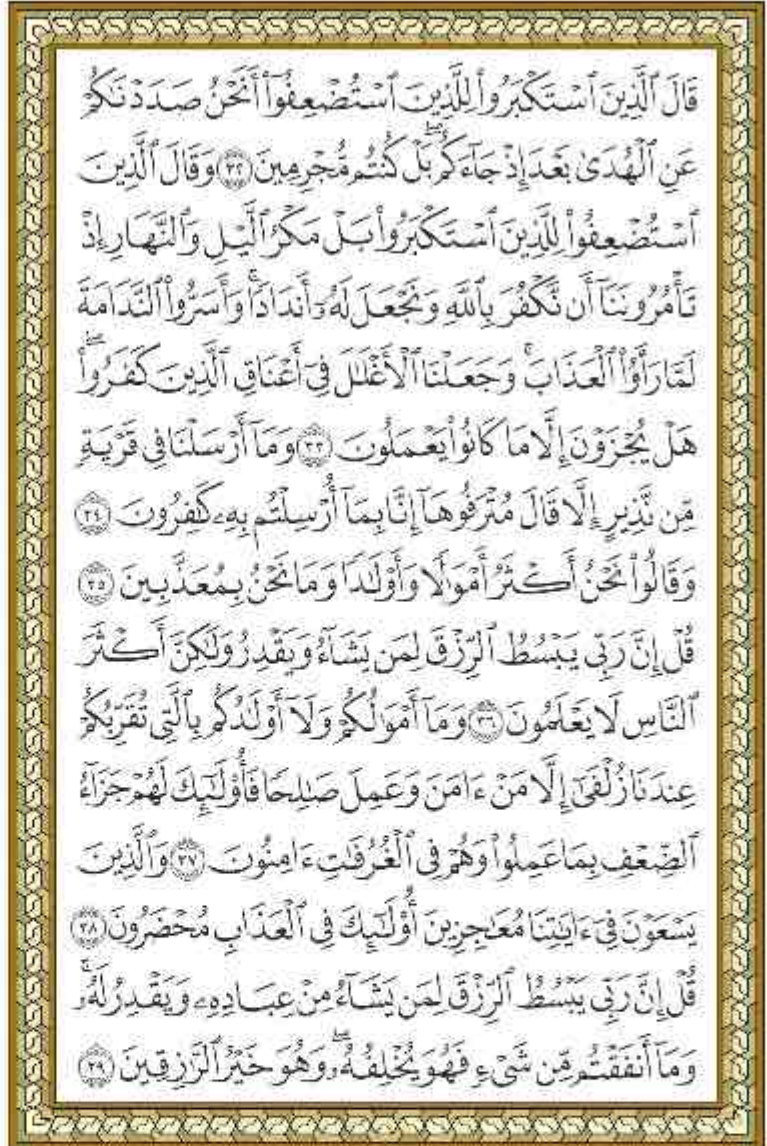 قَالَ ٱلَّذِينَ ٱسْتَكْبَرُوا۟ لِلَّذِينَ ٱسْتُضْعِفُوٓا۟ أَنَحْنُ صَدَدْنَٰكُمْ
عَنِ ٱلْهُدَىٰ بَعْدَ إِذْ جَآءَكُم ۖ بَلْ كُنتُم مُّجْرِمِينَ ﴿٣٢﴾ وَقَالَ ٱلَّذِينَ
ٱسْتُضْعِفُوا۟ لِلَّذِينَ ٱسْتَكْبَرُوا۟ بَلْ مَكْرُ ٱلَّيْلِ وَٱلنَّهَارِ إِذْ
تَأْمُرُونَنَآ أَن نَّكْفُرَ بِٱللَّهِ وَنَجْعَلَ لَهُۥٓ أَندَادًا ۚ وَأَسَرُّوا۟ ٱلنَّدَامَةَ
لَمَّا رَأَوُا۟ ٱلْعَذَابَ ۚ وَجَعَلْنَا ٱلْأَغْلَٰلَ فِىٓ أَعْنَاقِ ٱلَّذِينَ كَفَرُوا۟ ۖ
هَلْ يُجْزَوْنَ إِلَّا مَا كَانُوا۟ يَعْمَلُونَ ﴿٣٣﴾ وَمَآ أَرْسَلْنَا فِى قَرْيَةٍ
مِّن نَّذِيرٍ إِلَّا قَالَ مُتْرَفُوهَآ إِنَّا بِمَآ أُرْسِلْتُم بِهِۦ كَٰفِرُونَ ﴿٣٤﴾
وَقَالُوا۟ نَحْنُ أَكْثَرُ أَمْوَٰلًا وَأَوْلَٰدًا وَمَا نَحْنُ بِمُعَذَّبِينَ ﴿٣٥﴾
قُلْ إِنَّ رَبِّى يَبْسُطُ ٱلرِّزْقَ لِمَن يَشَآءُ وَيَقْدِرُ وَلَٰكِنَّ أَكْثَرَ
ٱلنَّاسِ لَا يَعْلَمُونَ ﴿٣٦﴾ وَمَآ أَمْوَٰلُكُمْ وَلَآ أَوْلَٰدُكُم بِٱلَّتِى تُقَرِّبُكُمْ
عِندَنَا زُلْفَىٰٓ إِلَّا مَنْ ءَامَنَ وَعَمِلَ صَٰلِحًا فَأُو۟لَٰٓئِكَ لَهُمْ جَزَآءُ
ٱلضِّعْفِ بِمَا عَمِلُوا۟ وَهُمْ فِى ٱلْغُرُفَٰتِ ءَامِنُونَ ﴿٣٧﴾ وَٱلَّذِينَ
يَسْعَوْنَ فِىٓ ءَايَٰتِنَا مُعَٰجِزِينَ أُو۟لَٰٓئِكَ فِى ٱلْعَذَابِ مُحْضَرُونَ ﴿٣٨﴾
قُلْ إِنَّ رَبِّى يَبْسُطُ ٱلرِّزْقَ لِمَن يَشَآءُ مِنْ عِبَادِهِۦ وَيَقْدِرُ لَهُۥ ۚ
وَمَآ أَنفَقْتُم مِّن شَىْءٍ فَهُوَ يُخْلِفُهُۥ ۖ وَهُوَ خَيْرُ ٱلرَّٰزِقِينَ ﴿٣٩﴾